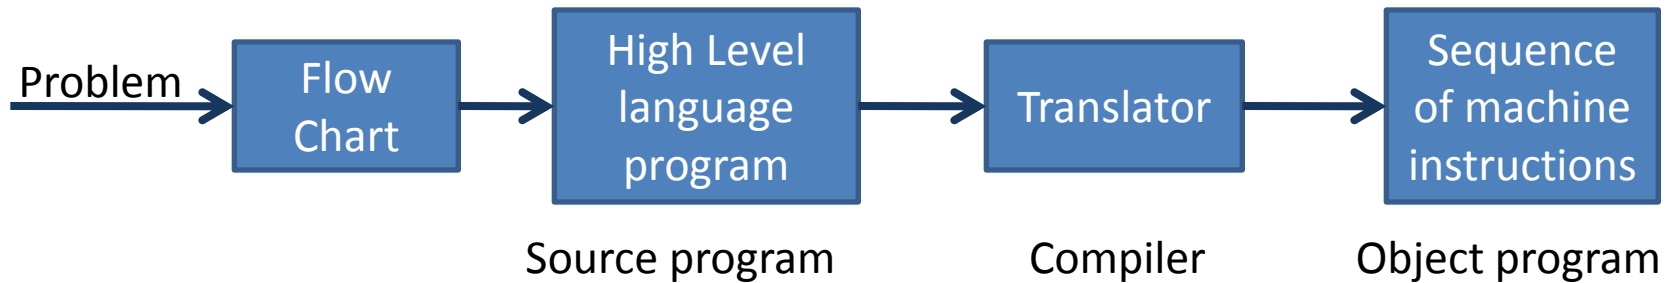 Problem
Flow
Chart
High Level
language
program
Translator
Sequence
of machine
instructions
Source program
Compiler
Object program